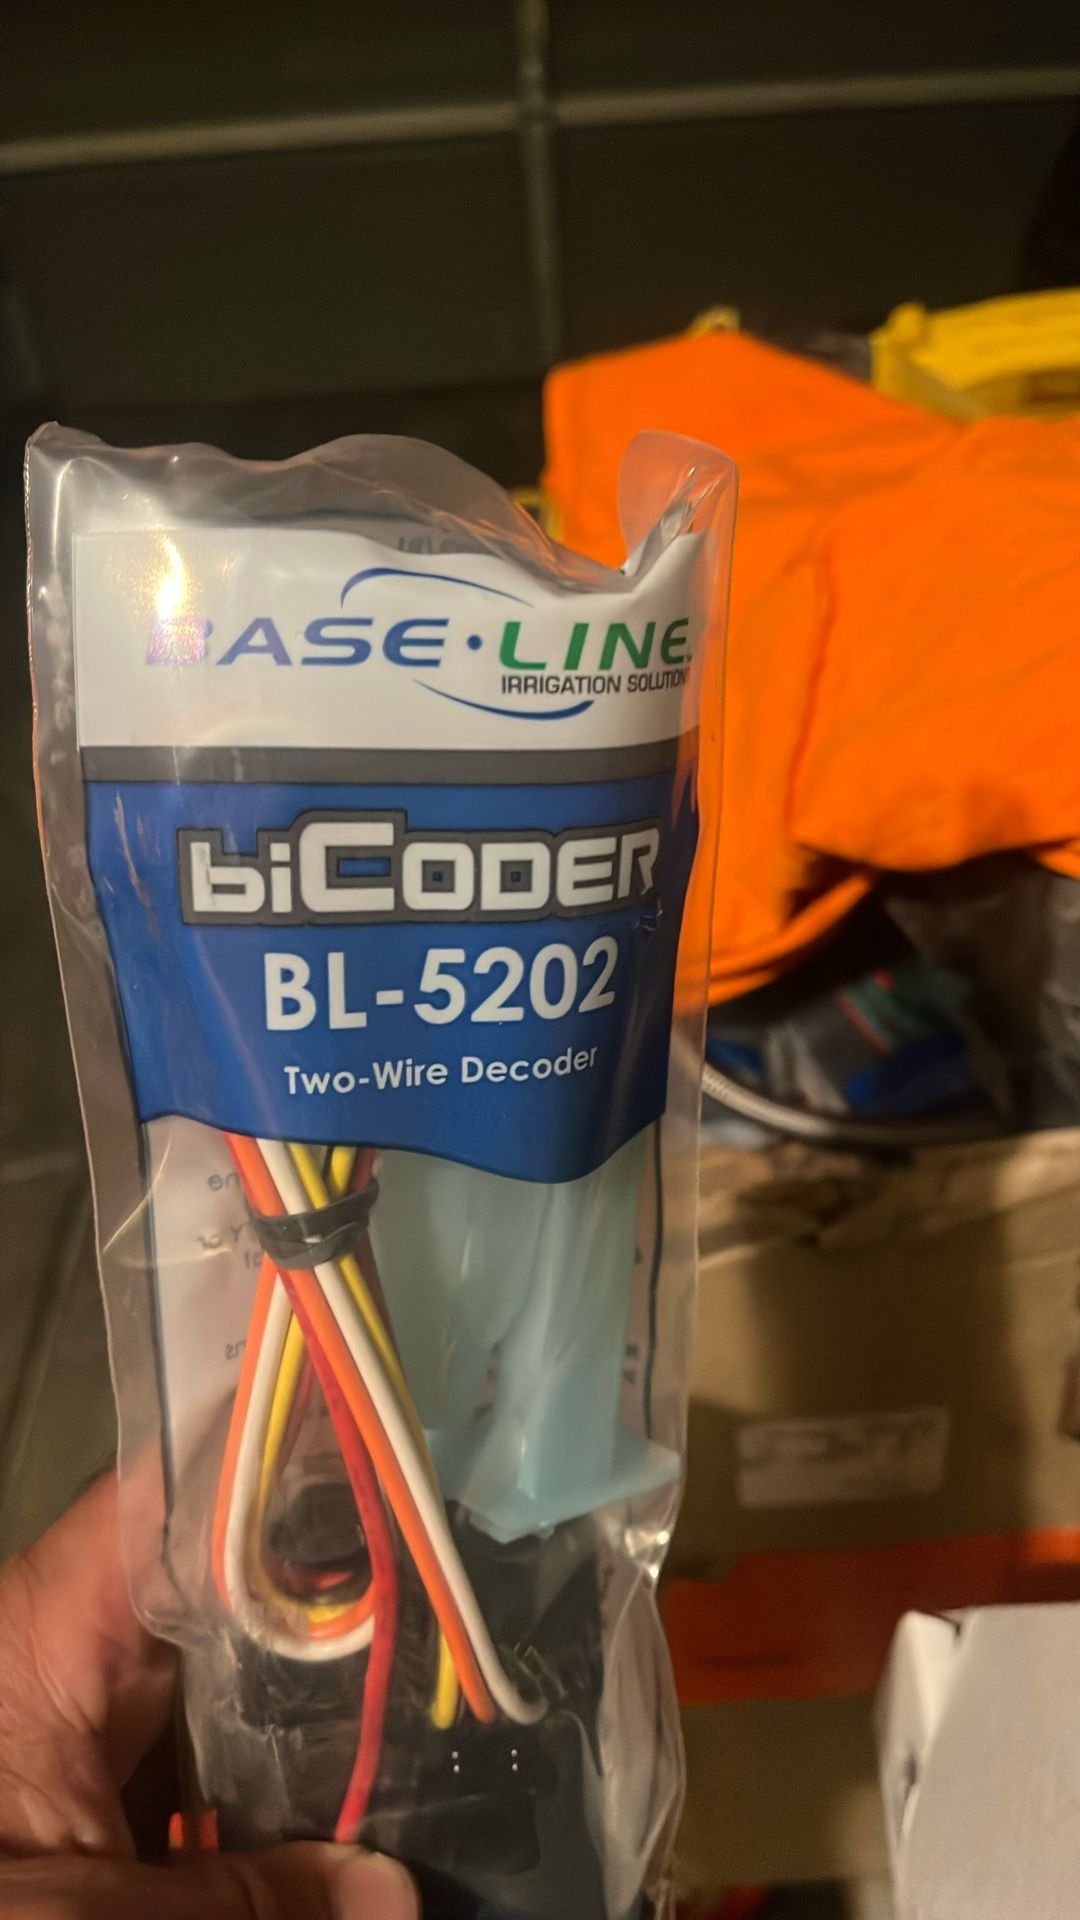 BASE•LINE
IRRIGATION SOLUTIONS
biCODER
BL-5202
Two-Wire Decoder